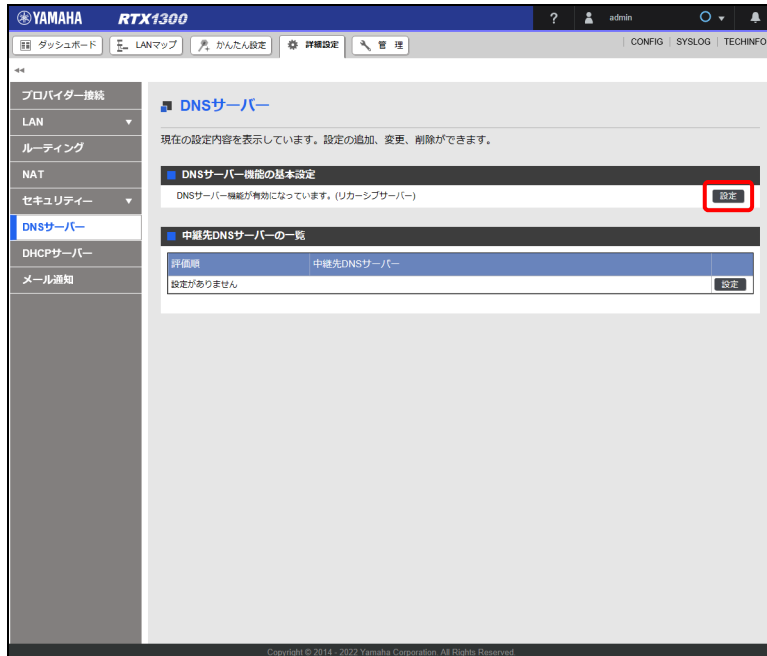 YAMAHA RTX1300 ? admin
ダッシュボード LANマップ かんたん設定 詳細設定 管理 CONFIG SYSLOG TECHINFO
プロバイダー接続
LAN
ルーティング
NAT
セキュリティー
DNSサーバー
DHCPサーバー
メール通知
DNSサーバー
現在の設定内容を表示しています。設定の追加、変更、削除ができます。
DNSサーバー機能の基本設定
DNSサーバー機能が有効になっています。(リカーシブサーバー) 設定
中継先DNSサーバーの一覧
評価順 中継先DNSサーバー
設定がありません 設定
Copyright © 2014 - 2022 Yamaha Corporation. All Rights Reserved.